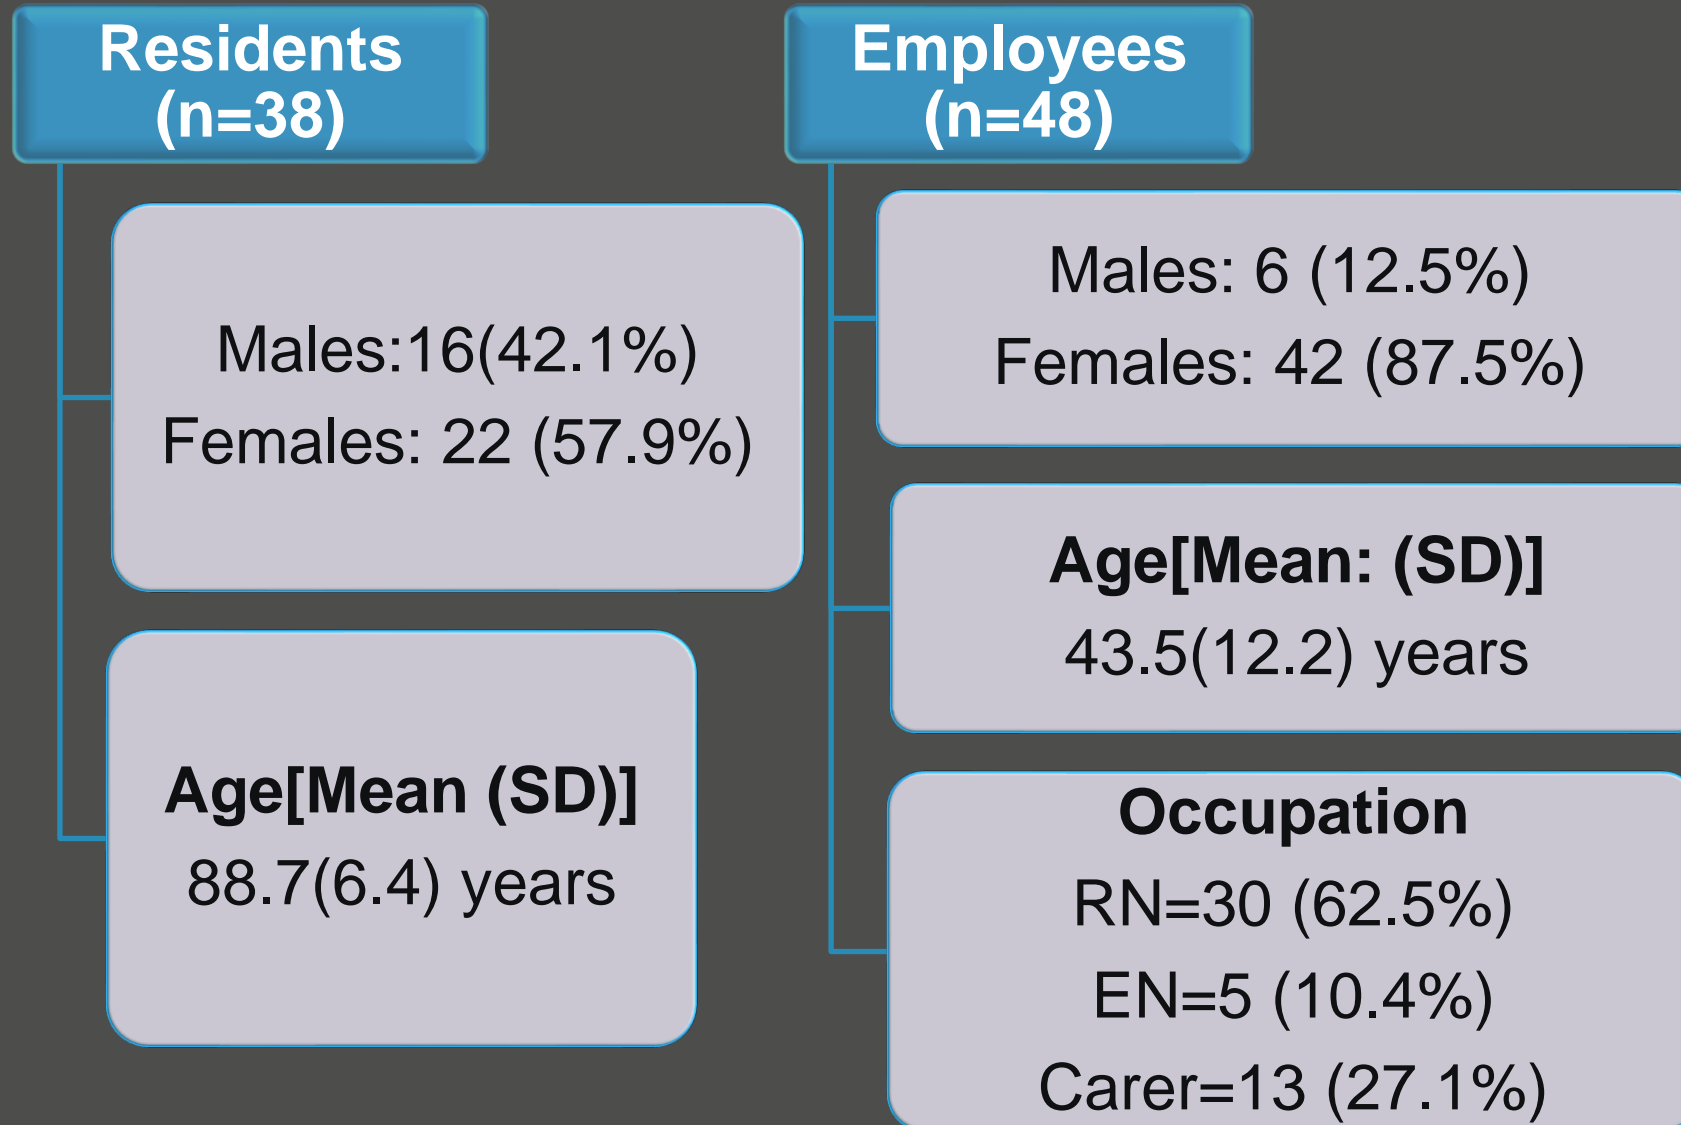 Residents
(n=38)
Males:16(42.1%)
Females: 22 (57.9%)
Age[Mean (SD)]
88.7(6.4) years
Employees
(n=48)
Males: 6 (12.5%)
Females: 42 (87.5%)
Age[Mean: (SD)]
43.5(12.2) years
Occupation
RN=30 (62.5%)
EN=5 (10.4%)
Carer=13 (27.1%)